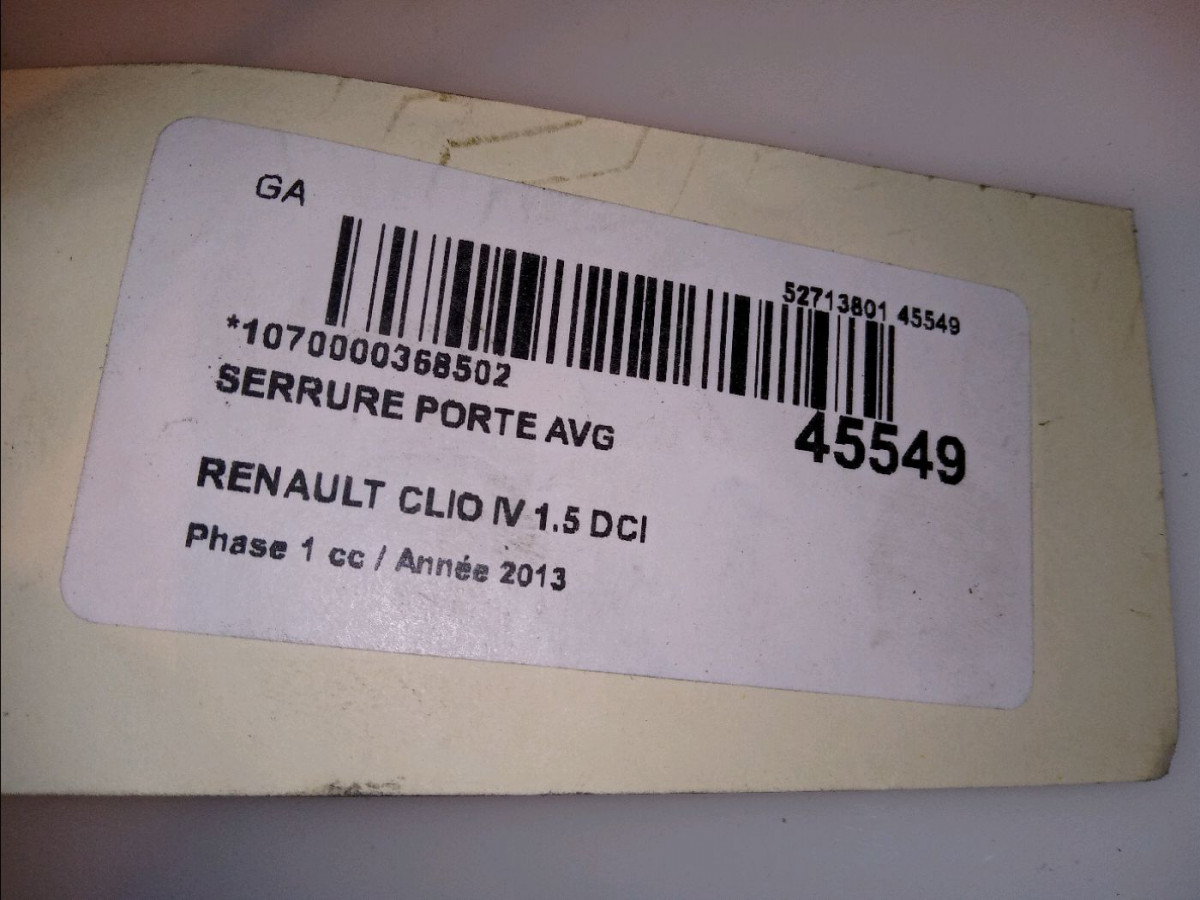 GA
52713801 45549
*1070000368502
SERRURE PORTE AVG
45549
RENAULT CLIO IV 1.5 DCI
Phase 1 cc / Année 2013